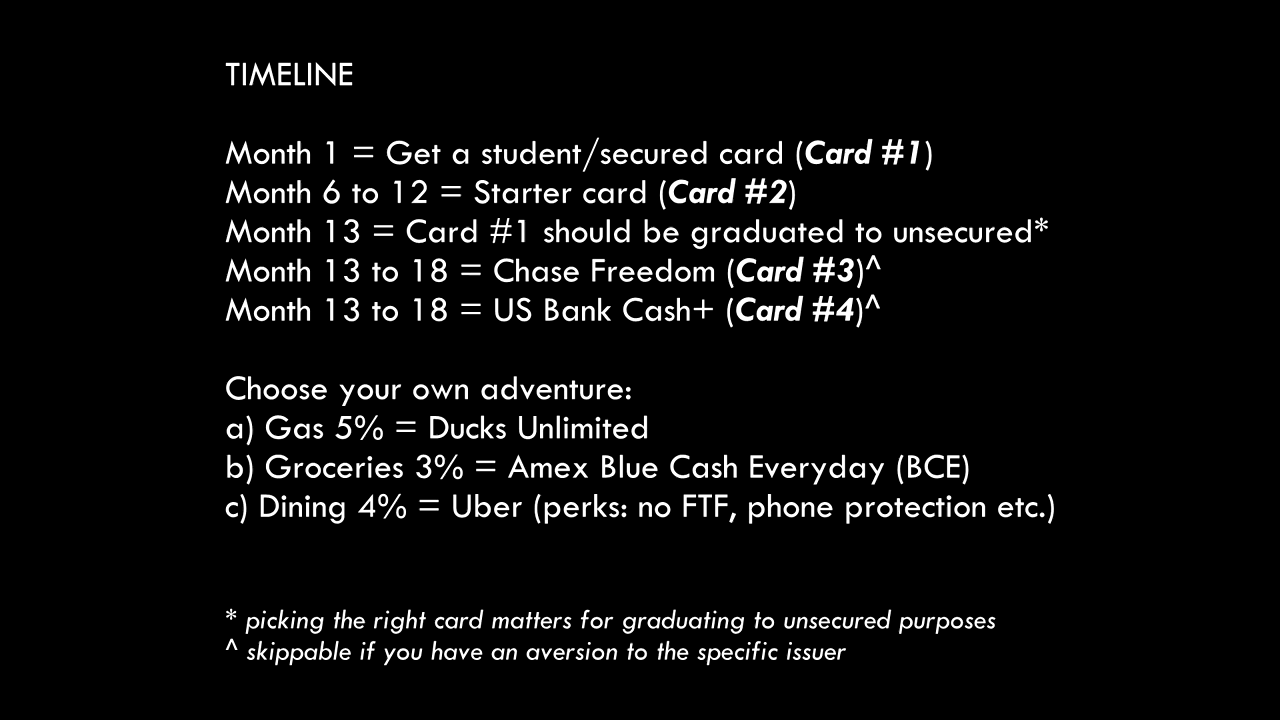 TIMELINE
Month 1 = Get a student/secured card (Card #1)
Month 6 to 12 = Starter card (Card #2)
Month 13 = Card #1 should be graduated to unsecured*
Month 13 to 18 = Chase Freedom (Card #3)^
Month 13 to 18 = US Bank Cash+ (Card #4)^
Choose your own adventure:
a) Gas 5% = Ducks Unlimited
b) Groceries 3% = Amex Blue Cash Everyday (BCE)
c) Dining 4% = Uber (perks: no FTF, phone protection etc.)
* picking the right card matters for graduating to unsecured purposes
^ skippable if you have an aversion to the specific issuer